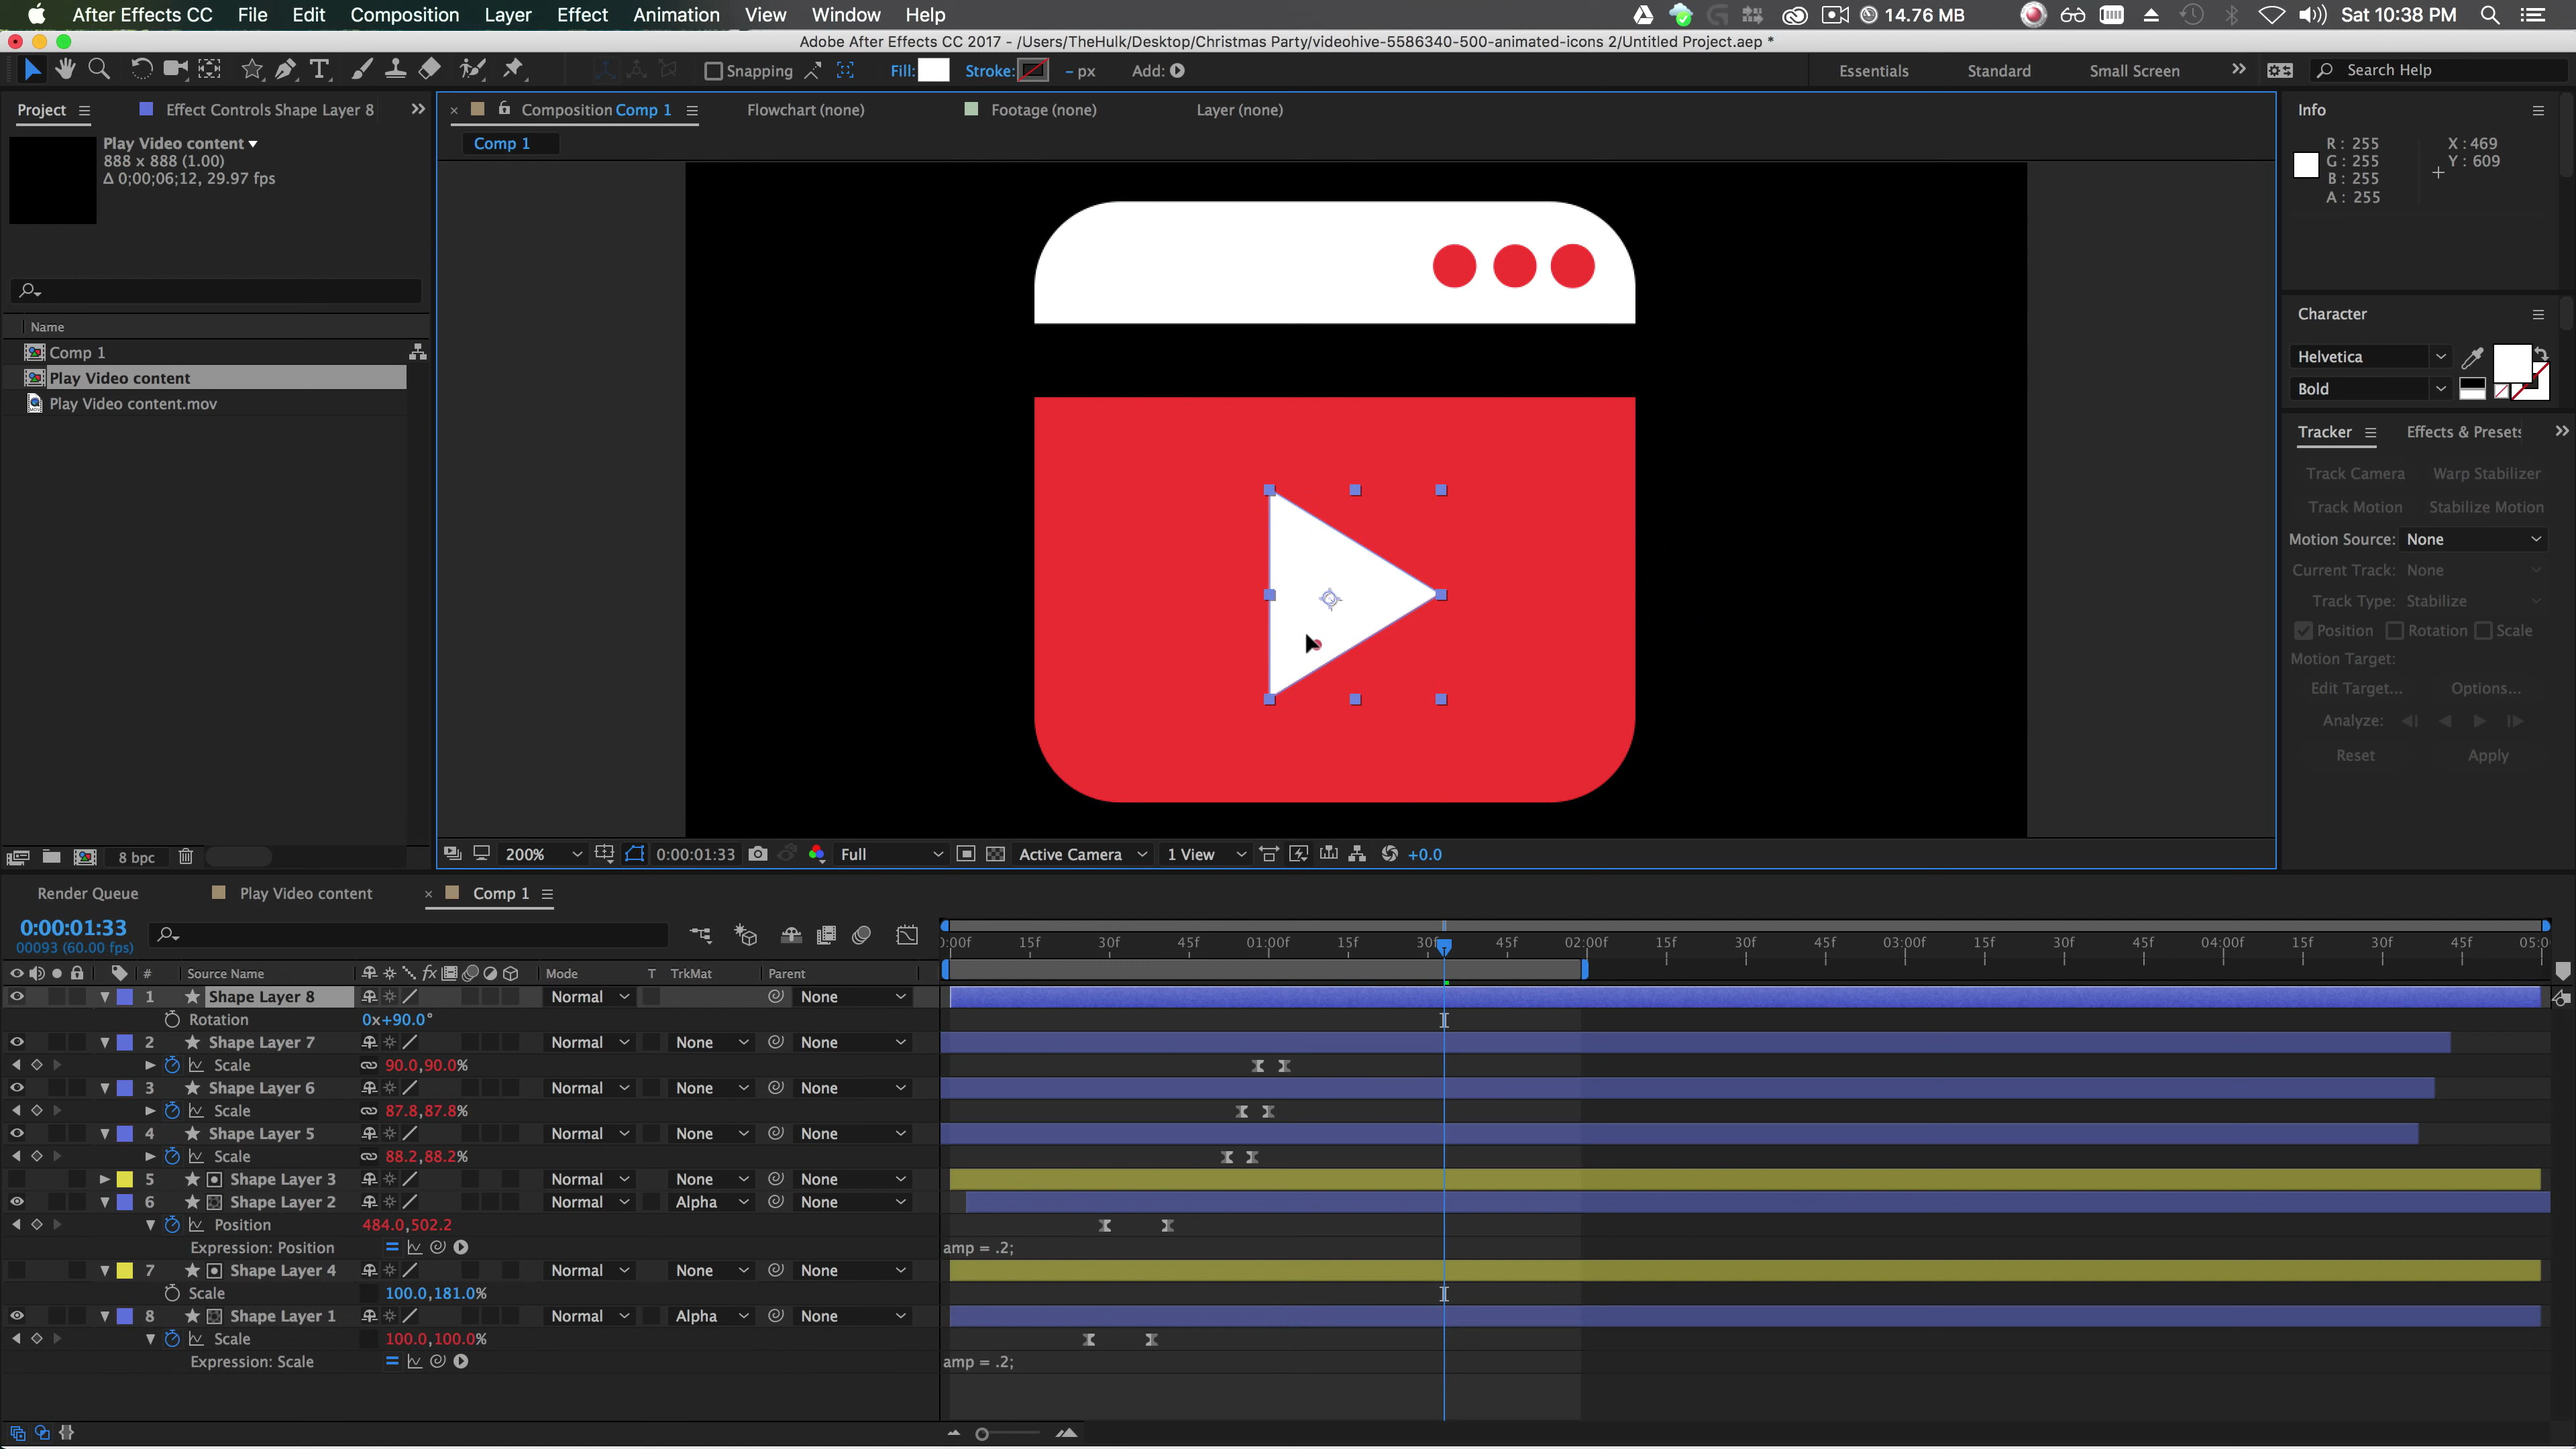 After Effects CC File Edit Composition Layer Effect Animation View Window Help 14.76 MB Sat 10:38 PM
Adobe After Effects CC 2017 - /Users/TheHulk/Desktop/Christmas Party/videohive-5586340-500-animated-icons 2/Untitled Project.aep *
Snapping Fill: Stroke: - px Add: Essentials Standard Small Screen Search Help
Project Effect Controls Shape Layer 8 Composition Comp 1 Flowchart (none) Footage (none) Layer (none) Info
Comp 1
Play Video content
888 x 888 (1.00)
Δ 0;00;06;12, 29.97 fps
R: 255 X: 469
G: 255 Y: 609
B: 255
A: 255
Name
Comp 1
Play Video content
Play Video content.mov
Character
Helvetica
Bold
Tracker Effects & Presets
Track Camera Warp Stabilizer
Track Motion Stabilize Motion
Motion Source: None
Current Track: None
Track Type: Stabilize
Position Rotation Scale
Motion Target:
Edit Target... Options...
Analyze:
Reset Apply
8 bpc 200% 0:00:01:33 Full Active Camera 1 View +0.0
Render Queue Play Video content Comp 1
0:00:01:33
00093 (60.00 fps)
0:00f 15f 30f 45f 01:00f 15f 30f 45f 02:00f 15f 30f 45f 03:00f 15f 30f 45f 04:00f 15f 30f 45f 05:0
# Source Name fx Mode T TrkMat Parent
1 Shape Layer 8 Normal None
Rotation 0x+90.0°
2 Shape Layer 7 Normal None None
Scale 90.0,90.0%
3 Shape Layer 6 Normal None None
Scale 87.8,87.8%
4 Shape Layer 5 Normal None None
Scale 88.2,88.2%
5 Shape Layer 3 Normal None None
6 Shape Layer 2 Normal Alpha None
Position 484.0,502.2
Expression: Position amp = .2;
7 Shape Layer 4 Normal None None
Scale 100.0,181.0%
8 Shape Layer 1 Normal Alpha None
Scale 100.0,100.0%
Expression: Scale amp = .2;